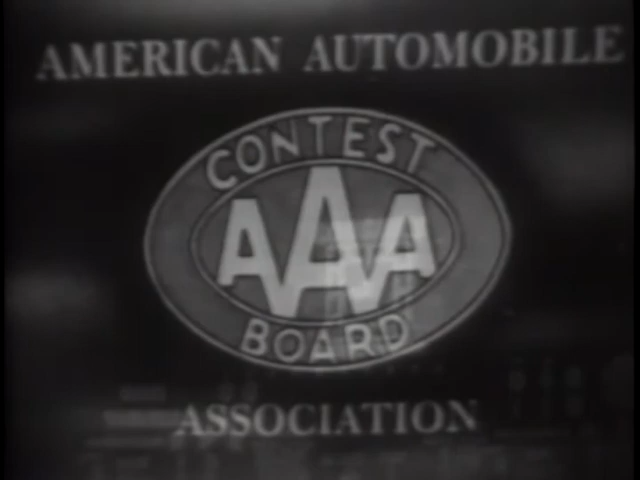 AMERICAN AUTOMOBILE
CONTEST
AAA
BOARD
ASSOCIATION